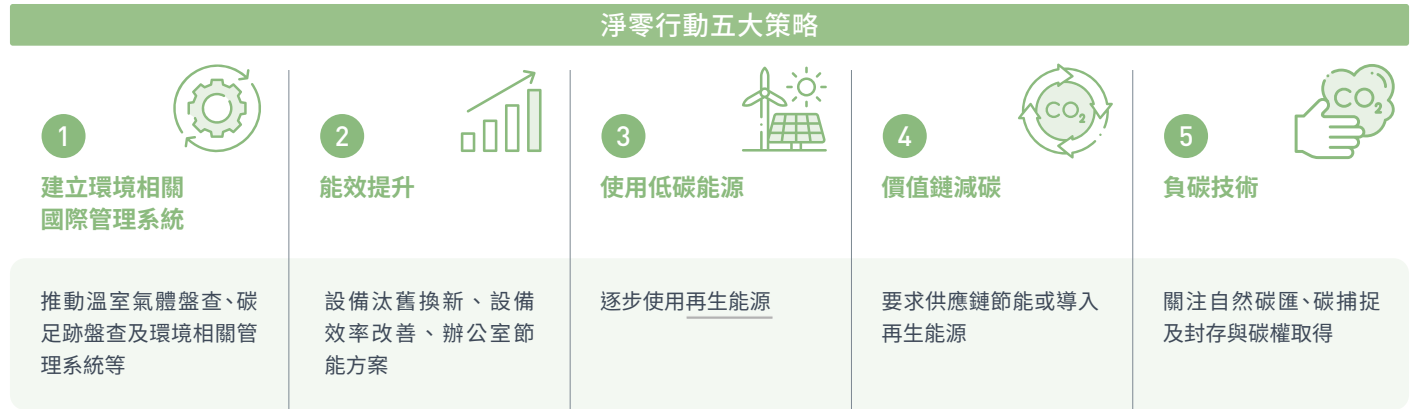 淨零行動五大策略
1
建立環境相關
國際管理系統
推動溫室氣體盤查、碳
足跡盤查及環境相關管
理系統等
2
能效提升
設備汰舊換新、設備
效率改善、辦公室節
能方案
3
使用低碳能源
逐步使用再生能源
CO2
4
價值鏈減碳
要求供應鏈節能或導入
再生能源
CO2
5
負碳技術
關注自然碳匯、碳捕捉
及封存與碳權取得